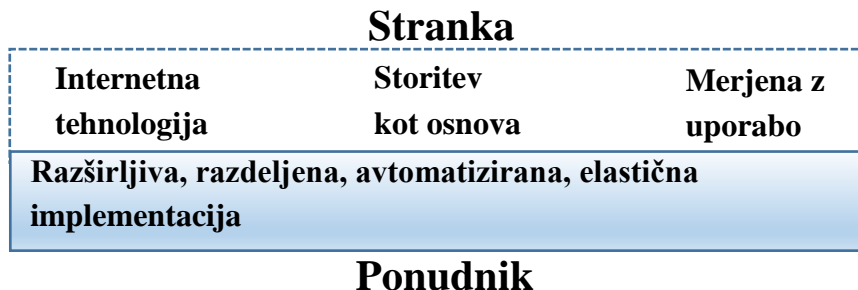 Stranka
Internetna
tehnologija
Storitev
kot osnova
Merjena z
uporabo
Razširljiva, razdeljena, avtomatizirana, elastična
implementacija
Ponudnik